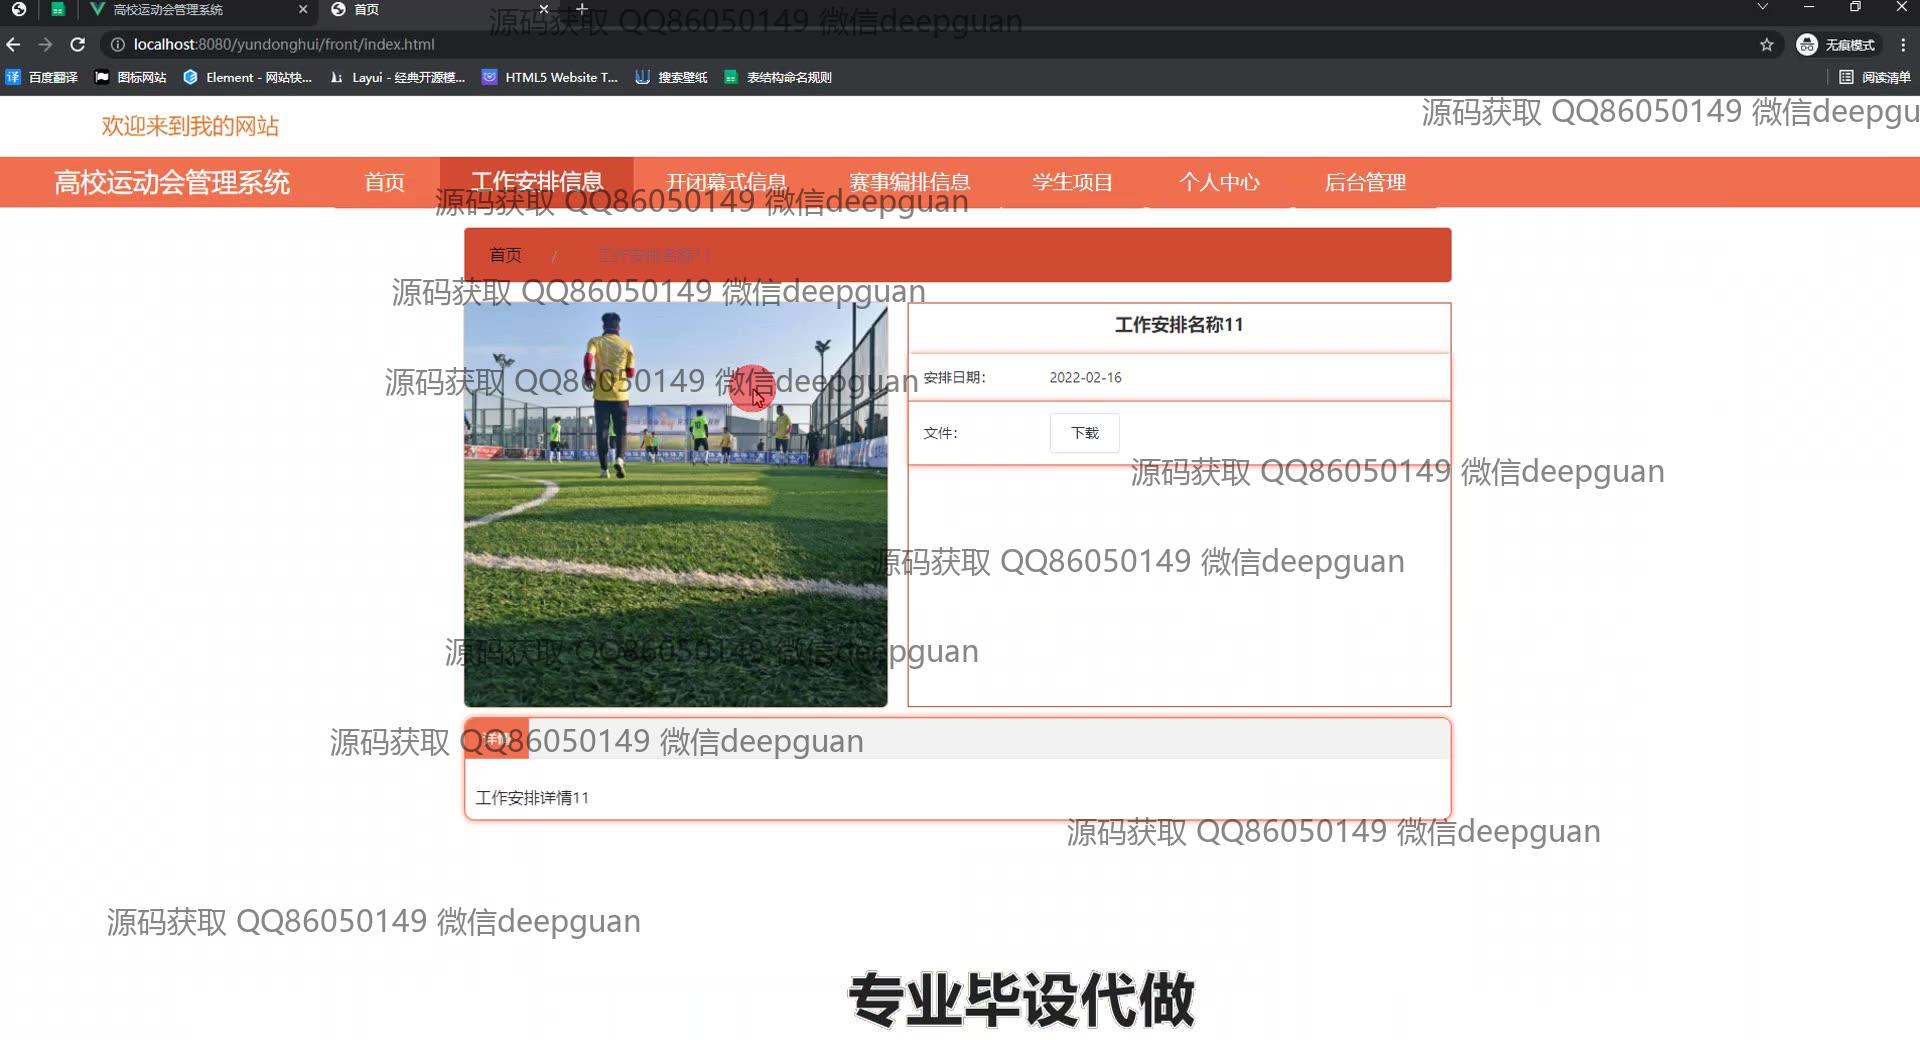 高校运动会管理系统
首页
源码获取 QQ86050149 微信deepguan
localhost:8080/yundonghui/front/index.html
无痕模式
百度翻译 图标网站 Element - 网站快... Layui - 经典开源模... HTML5 Website T... 搜索壁纸 表结构命名规则 阅读清单
源码获取 QQ86050149 微信deepgu
欢迎来到我的网站
高校运动会管理系统 首页 工作安排信息 开闭幕式信息 赛事编排信息 学生项目 个人中心 后台管理
源码获取 QQ86050149 微信deepguan
首页 / 工作安排名称11
源码获取 QQ86050149 微信deepguan
工作安排名称11
源码获取 QQ86050149 微信deepguan
安排日期: 2022-02-16
文件: 下载
源码获取 QQ86050149 微信deepguan
源码获取 QQ86050149 微信deepguan
源码获取 QQ86050149 微信deepguan
详情
源码获取 QQ86050149 微信deepguan
工作安排详情11
源码获取 QQ86050149 微信deepguan
源码获取 QQ86050149 微信deepguan
专业毕设代做